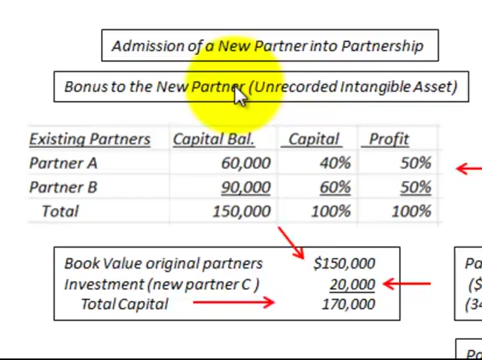 Admission of a New Partner into Partnership
Bonus to the New Partner (Unrecorded Intangible Asset)
Existing Partners Capital Bal. Capital Profit
Partner A 60,000 40% 50%
Partner B 90,000 60% 50%
Total 150,000 100% 100%
Book Value original partners $150,000
Investment (new partner C ) 20,000
Total Capital 170,000
Pa
($
(34